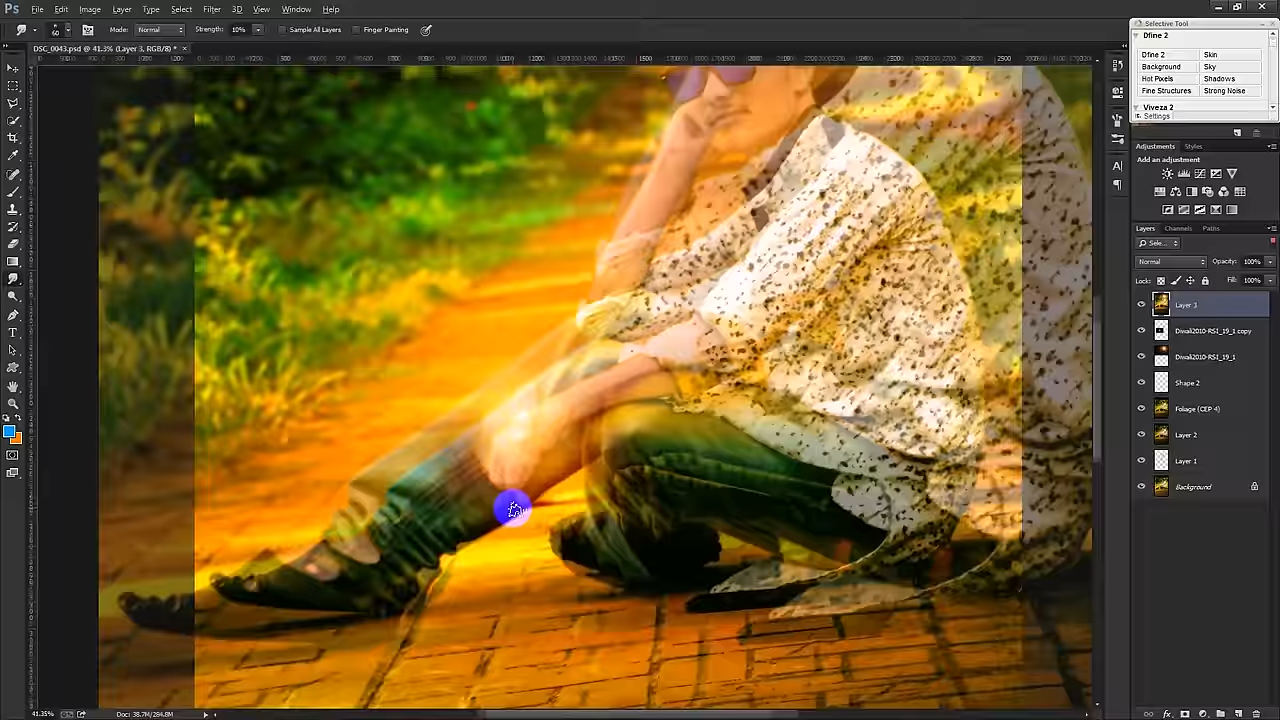 Ps File Edit Image Layer Type Select Filter 3D View Window Help
60 Mode: Normal Strength: 10% Sample All Layers Finger Painting
DSC_0043.psd @ 41.3% (Layer 3, RGB/8) * ×
Selective Tool
Dfine 2
Dfine 2 Skin
Background Sky
Hot Pixels Shadows
Fine Structures Strong Noise
Viveza 2
Settings
Adjustments Styles
Add an adjustment
Layers Channels Paths
Normal Opacity: 100%
Lock: Fill: 100%
Layer 3
Diwali2010-RSI_19_1 copy
Diwali2010-RSI_19_1
Shape 2
Foliage (CEP 4)
Layer 2
Layer 1
Background
41.35% Doc: 38.7M/284.8M